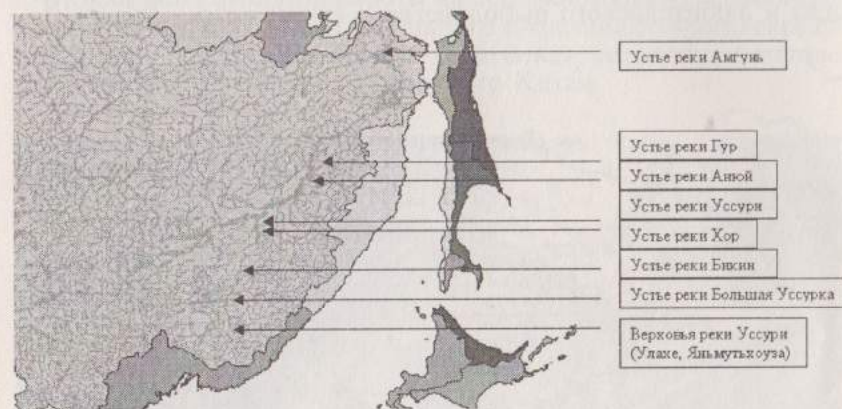 Устье реки Амгунь
Устье реки Гур
Устье реки Анюй
Устье реки Уссури
Устье реки Хор
Устье реки Бикин
Устье реки Большая Уссурка
Верховья реки Уссури
(Улахе, Яньмутьхоуза)